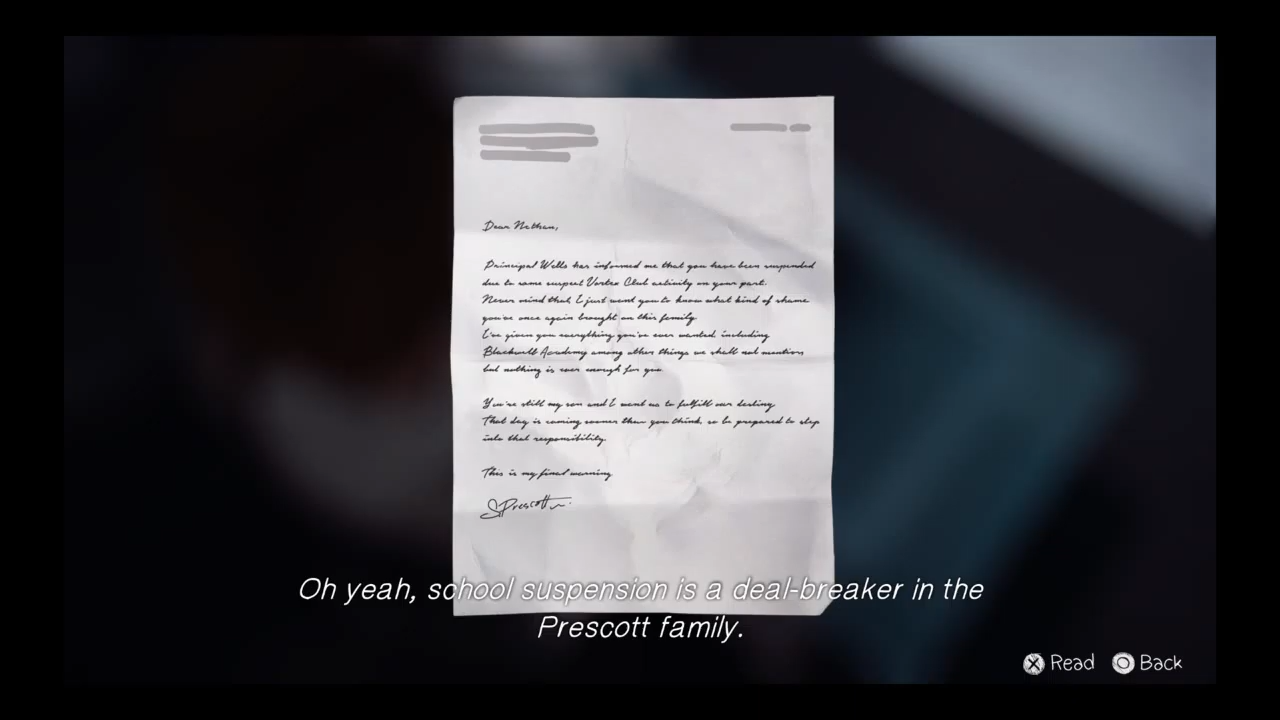 Dear Nathan,
Principal Wells has informed me that you have been suspended
due to some suspect Vortex Club activity on your part.
Never mind that, I just want you to know what kind of shame
you've once again brought on this family.
I've given you everything you've ever wanted, including
Blackwell Academy among other things we shall not mention
but nothing is ever enough for you.
You're still my son and I want us to fulfill our destiny
That day is coming sooner than you think, so be prepared to step
into that responsibility.
This is my final warning
SPrescott
Oh yeah, school suspension is a deal-breaker in the
Prescott family.
Read Back